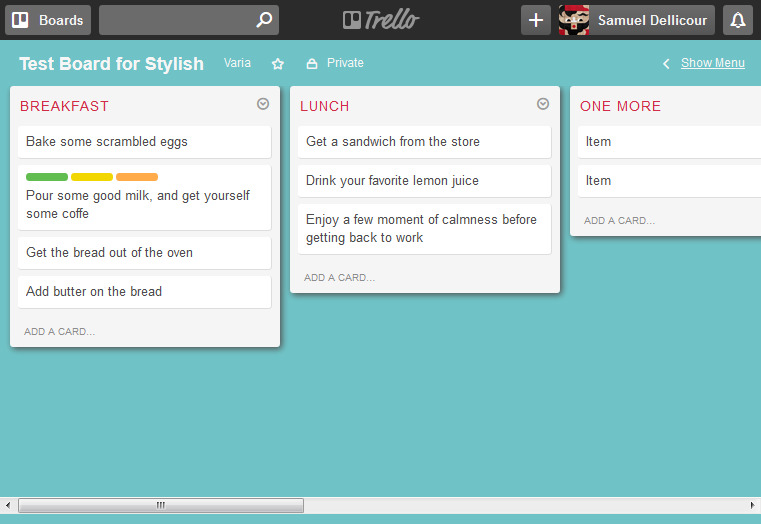 Boards
Trello
Samuel Dellicour
Test Board for Stylish
Varia
Private
Show Menu
BREAKFAST
Bake some scrambled eggs
Pour some good milk, and get yourself
some coffe
Get the bread out of the oven
Add butter on the bread
ADD A CARD...
LUNCH
Get a sandwich from the store
Drink your favorite lemon juice
Enjoy a few moment of calmness before
getting back to work
ADD A CARD...
ONE MORE
Item
Item
ADD A CARD...